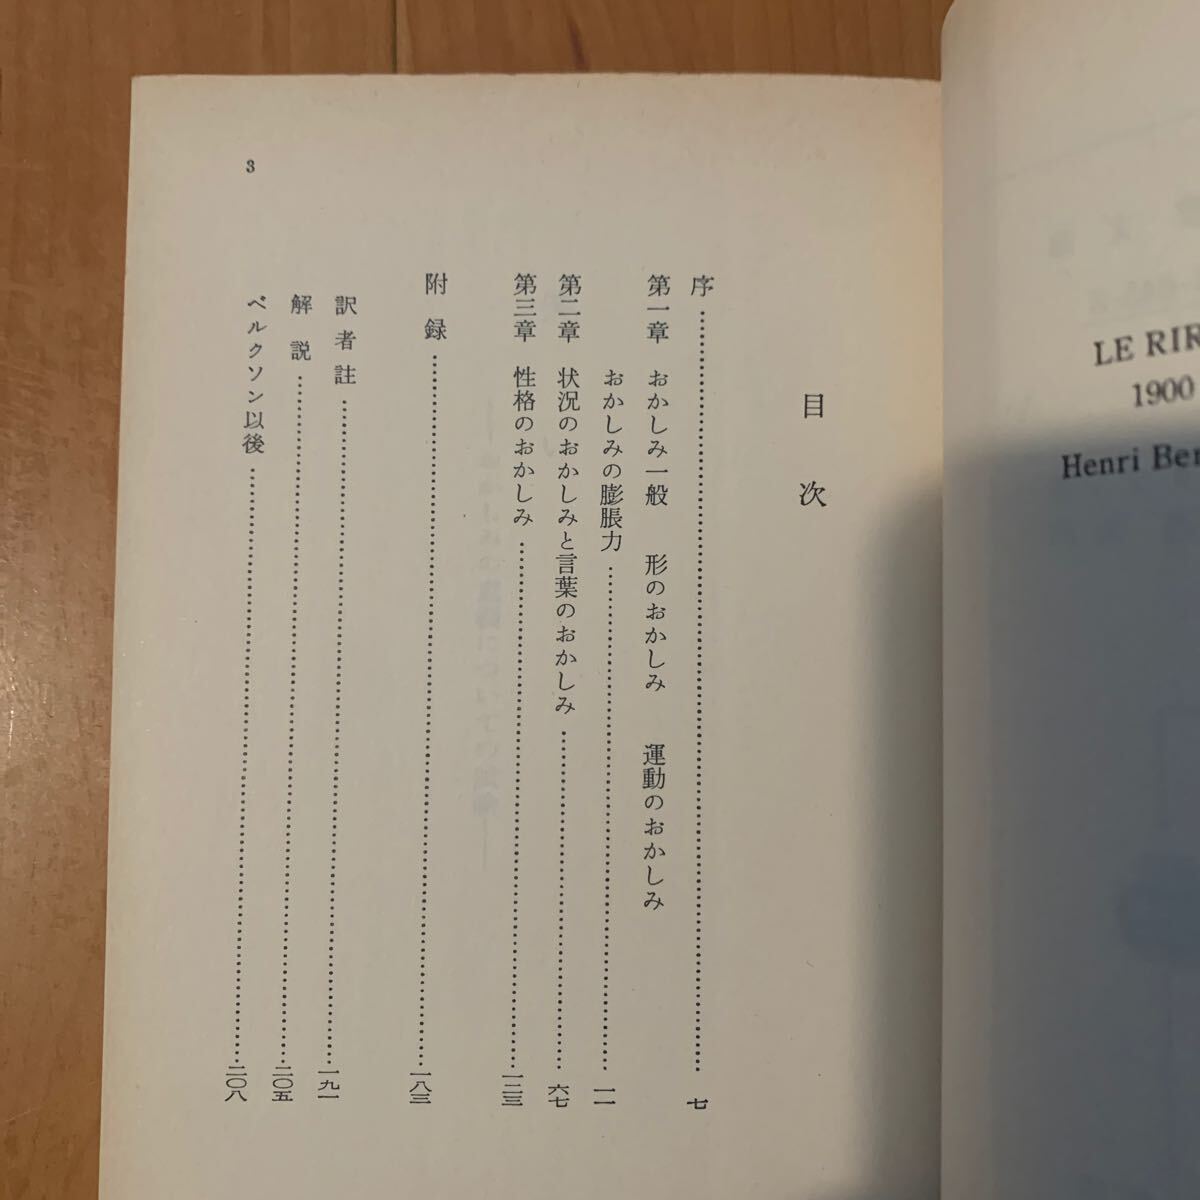 LE RIR
1900
Henri Ber
目次
序……七
第一章 おかしみ一般 形のおかしみ 運動のおかしみ
おかしみの膨脹力……一一
第二章 状況のおかしみと言葉のおかしみ……六七
第三章 性格のおかしみ……一二三
附録……一八三
訳者註……一九一
解説……二〇五
ベルクソン以後……二〇八
3